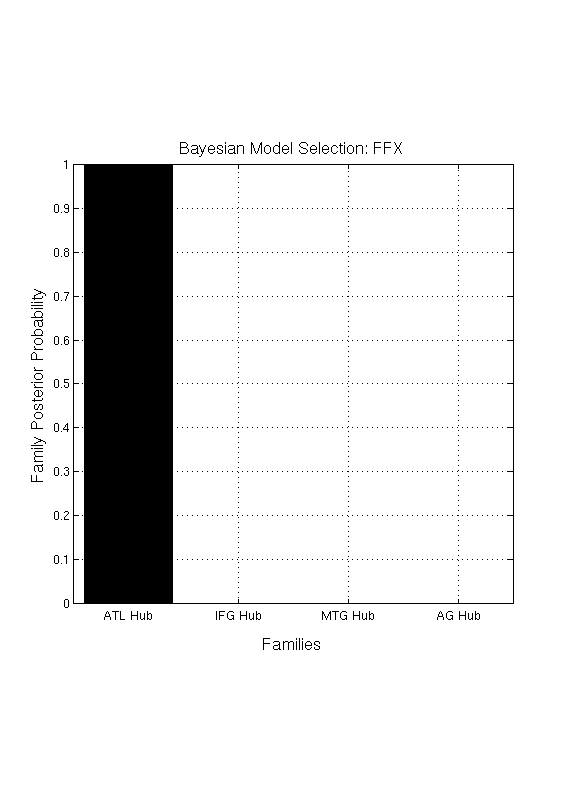 Bayesian Model Selection: FFX
1
0.9
0.8
0.7
0.6
0.5
0.4
0.3
0.2
0.1
0
Family Posterior Probability
ATL Hub IFG Hub MTG Hub AG Hub
Families